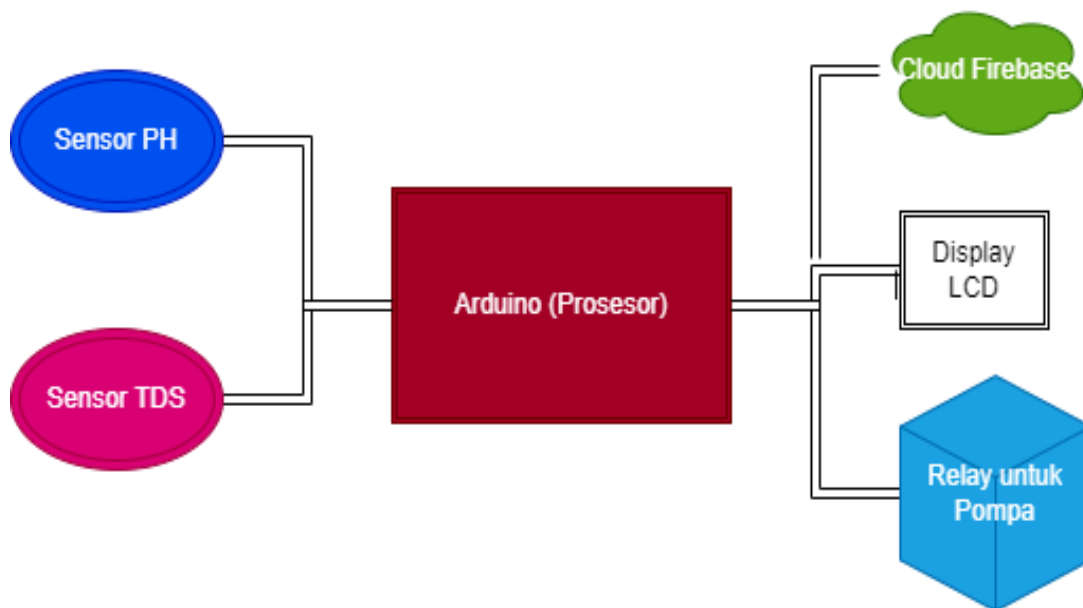 Sensor PH
Sensor TDS
Arduino (Prosesor)
Cloud Firebase
Display
LCD
Relay untuk
Pompa